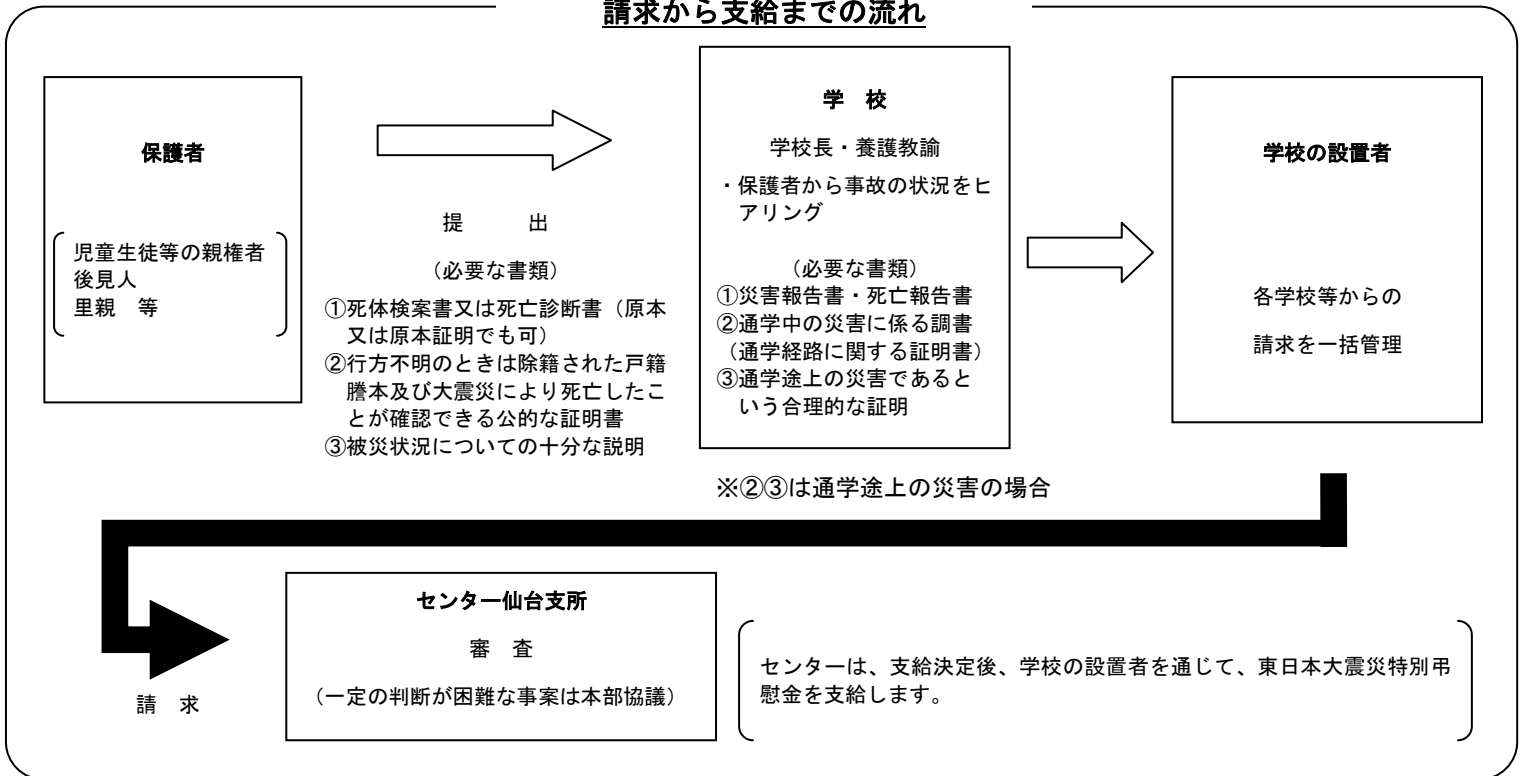 請求から支給までの流れ
保護者
児童生徒等の親権者
後見人
里親　等
提　　出
（必要な書類）
①死体検案書又は死亡診断書（原本
又は原本証明でも可）
②行方不明のときは除籍された戸籍
謄本及び大震災により死亡したこ
とが確認できる公的な証明書
③被災状況についての十分な説明
学　校
学校長・養護教諭
・保護者から事故の状況をヒ
アリング
（必要な書類）
①災害報告書・死亡報告書
②通学中の災害に係る調書
（通学経路に関する証明書）
③通学途上の災害であると
いう合理的な証明
※②③は通学途上の災害の場合
学校の設置者
各学校等からの
請求を一括管理
請　求
センター仙台支所
審　査
（一定の判断が困難な事案は本部協議）
センターは、支給決定後、学校の設置者を通じて、東日本大震災特別弔
慰金を支給します。